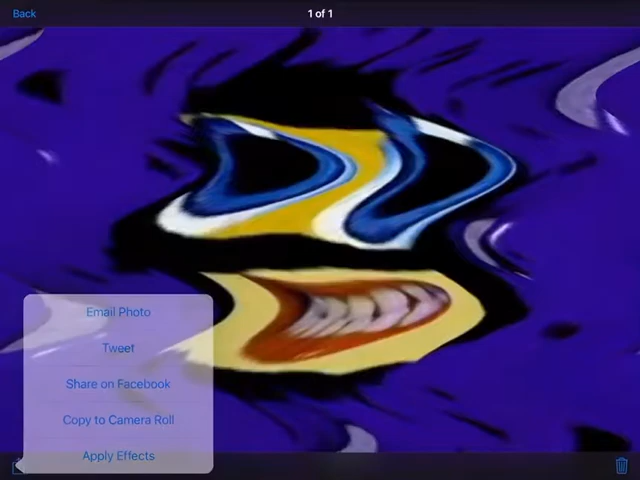 Back
1 of 1
Email Photo
Tweet
Share on Facebook
Copy to Camera Roll
Apply Effects